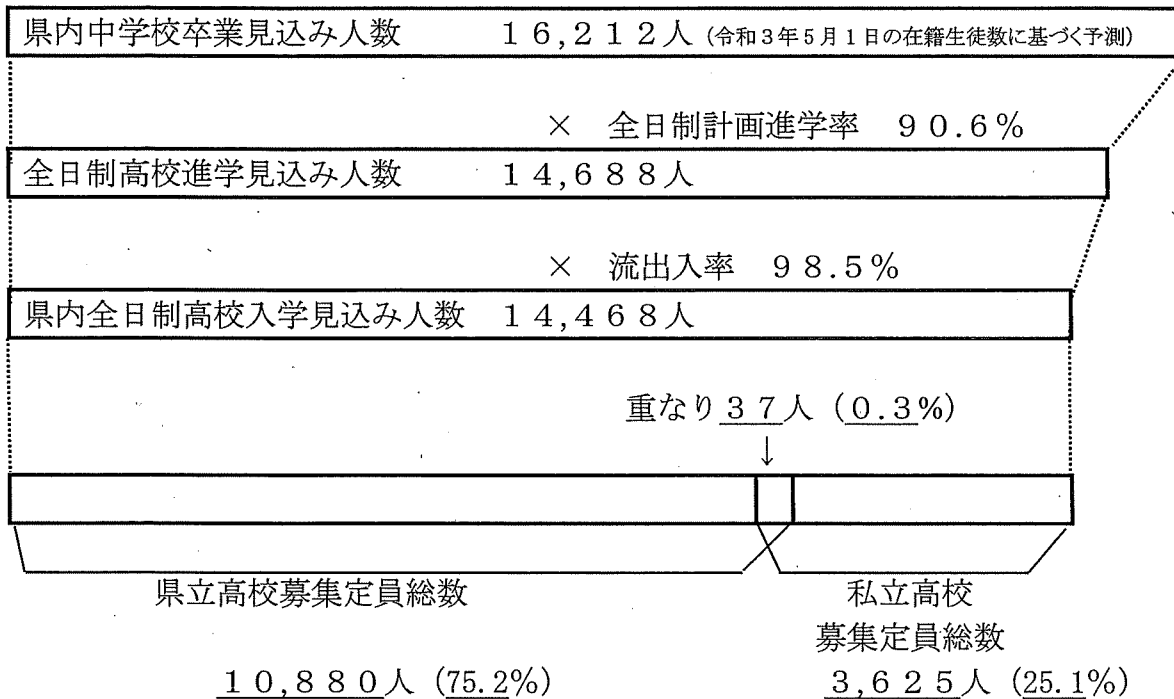 県内中学校卒業見込み人数 16,212人 (令和3年5月1日の在籍生徒数に基づく予測)
× 全日制計画進学率 90.6%
全日制高校進学見込み人数 14,688人
× 流出入率 98.5%
県内全日制高校入学見込み人数 14,468人
重なり37人 (0.3%)
↓
県立高校募集定員総数
私立高校
募集定員総数
10,880人 (75.2%)
3,625人 (25.1%)